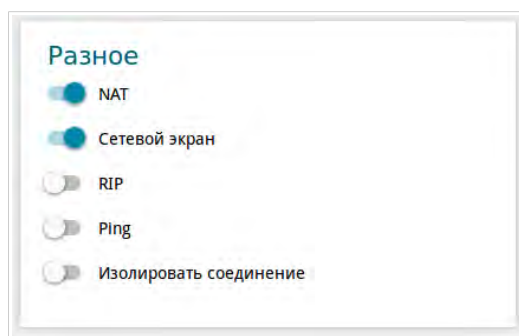 Разное
NAT
Сетевой экран
RIP
Ping
Изолировать соединение